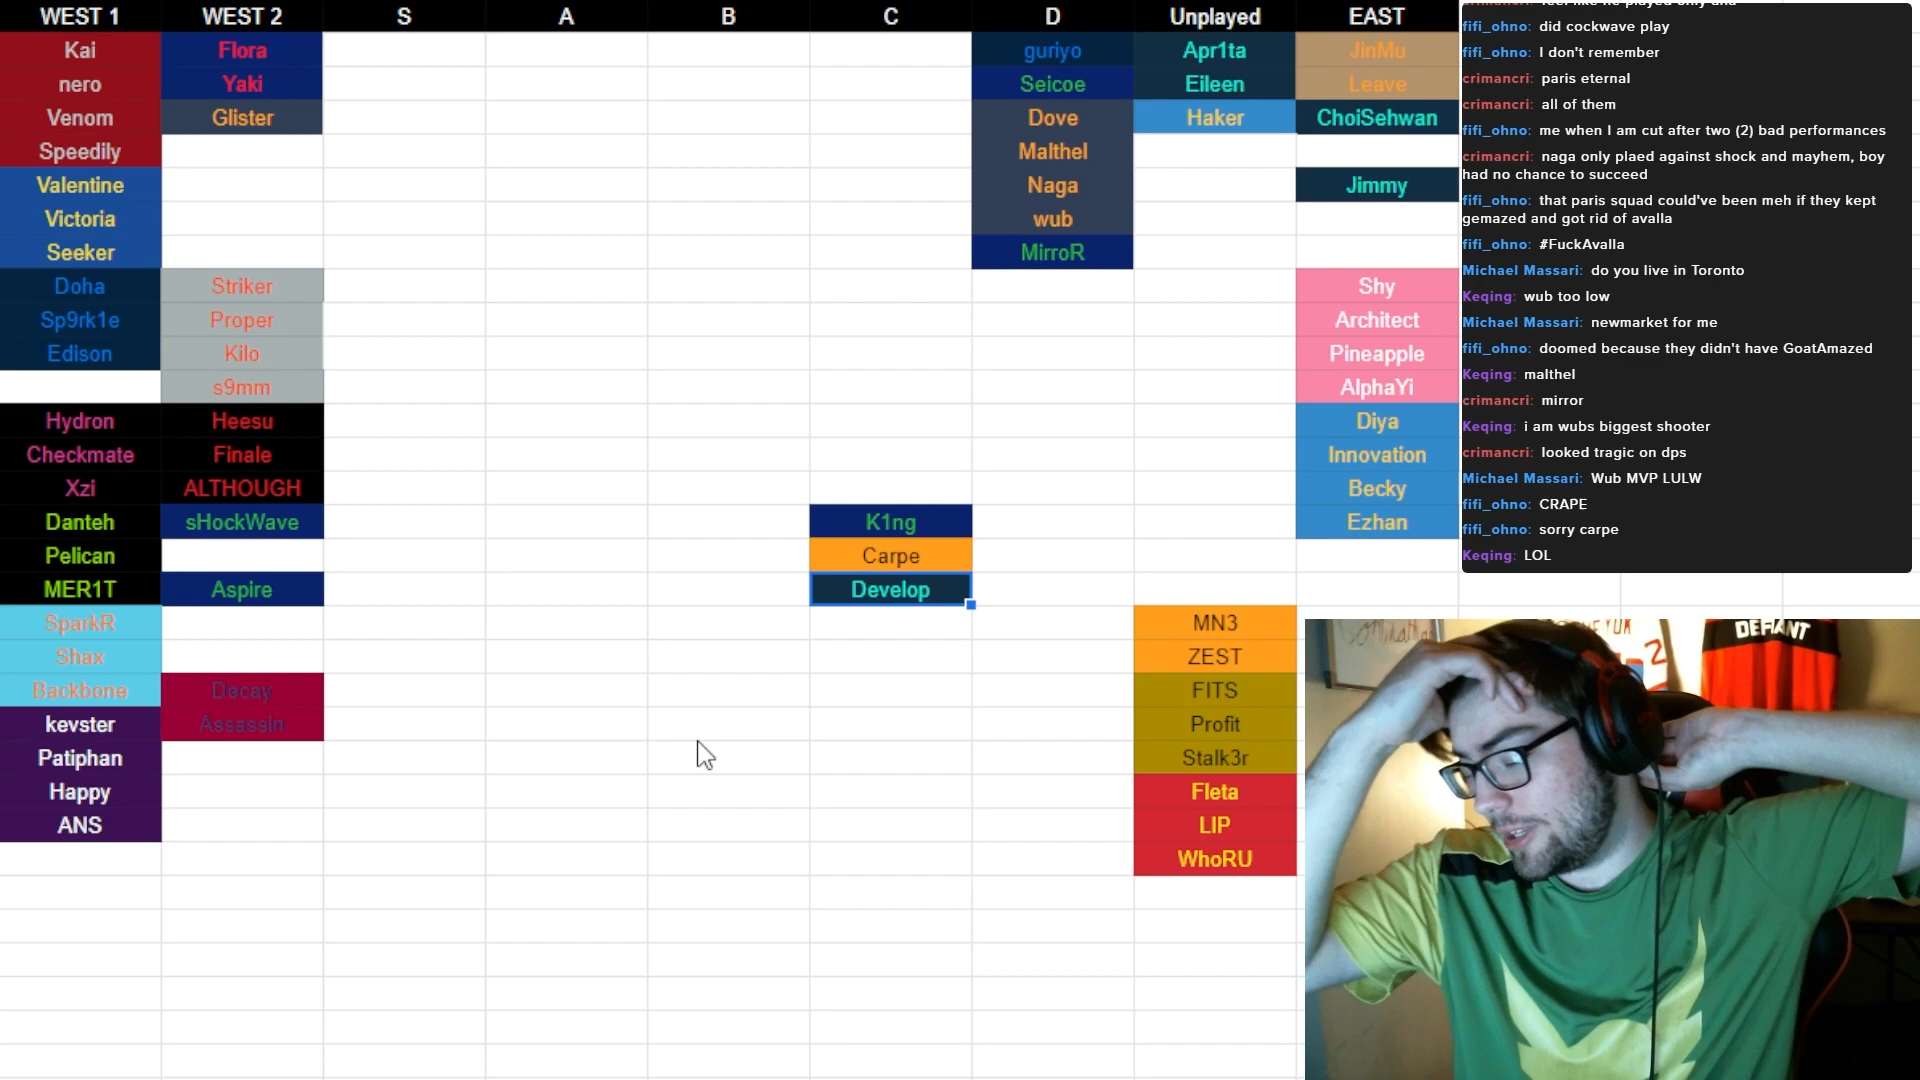 WEST 1 WEST 2 S A B C D Unplayed EAST
Kai Flora guriyo Apr1ta JinMu
nero Yaki Seicoe Eileen Leave
Venom Glister Dove Haker ChoiSehwan
Speedily Malthel
Valentine Naga Jimmy
Victoria wub
Seeker MirroR
Doha Striker Shy
Sp9rk1e Proper Architect
Edison Kilo Pineapple
s9mm AlphaYi
Hydron Heesu Diya
Checkmate Finale Innovation
Xzi ALTHOUGH Becky
Danteh sHockWave K1ng Ezhan
Pelican Carpe
MER1T Aspire Develop
SparkR MN3
Shax ZEST
Backbone Decay FITS
kevster Assassin Profit
Patiphan Stalk3r
Happy Fleta
ANS LIP
WhoRU
fifi_ohno: did cockwave play
fifi_ohno: I don't remember
crimancri: paris eternal
crimancri: all of them
fifi_ohno: me when I am cut after two (2) bad performances
crimancri: naga only plaed against shock and mayhem, boy
had no chance to succeed
fifi_ohno: that paris squad could've been meh if they kept
gemazed and got rid of avalla
fifi_ohno: #FuckAvalla
Michael Massari: do you live in Toronto
Keqing: wub too low
Michael Massari: newmarket for me
fifi_ohno: doomed because they didn't have GoatAmazed
Keqing: malthel
crimancri: mirror
Keqing: i am wubs biggest shooter
crimancri: looked tragic on dps
Michael Massari: Wub MVP LULW
fifi_ohno: CRAPE
fifi_ohno: sorry carpe
Keqing: LOL
DEFIANT